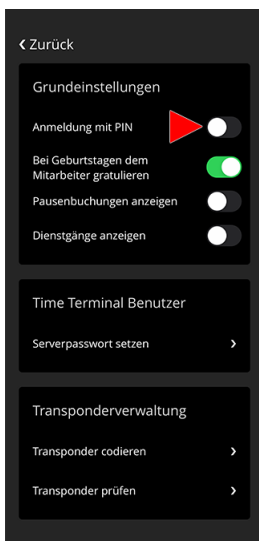 Zurück
Grundeinstellungen
Anmeldung mit PIN
Bei Geburtstagen dem
Mitarbeiter gratulieren
Pausenbuchungen anzeigen
Dienstgänge anzeigen
Time Terminal Benutzer
Serverpasswort setzen
Transponderverwaltung
Transponder codieren
Transponder prüfen